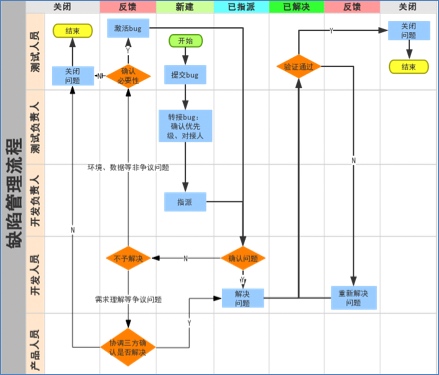 关闭
反馈
新建
已指派
已解决
反馈
关闭
缺陷管理流程
测试人员
结束
激活bug
开始
Y
关闭
问题
Y
关闭
问题
N
确认
必要性
提交bug
验证通过
结束
测试负责人
转接bug:
确认优先
级、对接人
N
环境、数据等非争议问题
开发负责人
指派
开发人员
N
不予解决
N
确认问题
Y
需求理解等争议问题
解决
问题
重新解决
问题
产品人员
协调三方确
认是否解决
Y